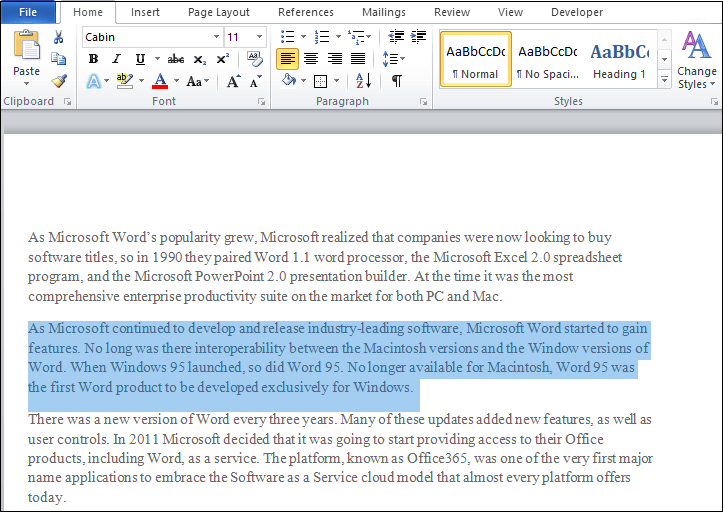 File Home Insert Page Layout References Mailings Review View Developer
Cabin 11
B I U abc x₂ x² Aa
Paste
A ab A Aa A A A Z ¶
AaBbCcDc AaBbCcDc AaBbCc
¶ Normal ¶ No Spaci... Heading 1
Change
Styles
Clipboard Font Paragraph Styles
As Microsoft Word's popularity grew, Microsoft realized that companies were now looking to buy
software titles, so in 1990 they paired Word 1.1 word processor, the Microsoft Excel 2.0 spreadsheet
program, and the Microsoft PowerPoint 2.0 presentation builder. At the time it was the most
comprehensive enterprise productivity suite on the market for both PC and Mac.
As Microsoft continued to develop and release industry-leading software, Microsoft Word started to gain
features. No long was there interoperability between the Macintosh versions and the Window versions of
Word. When Windows 95 launched, so did Word 95. No longer available for Macintosh, Word 95 was
the first Word product to be developed exclusively for Windows.
There was a new version of Word every three years. Many of these updates added new features, as well as
user controls. In 2011 Microsoft decided that it was going to start providing access to their Office
products, including Word, as a service. The platform, known as Office365, was one of the very first major
name applications to embrace the Software as a Service cloud model that almost every platform offers
today.